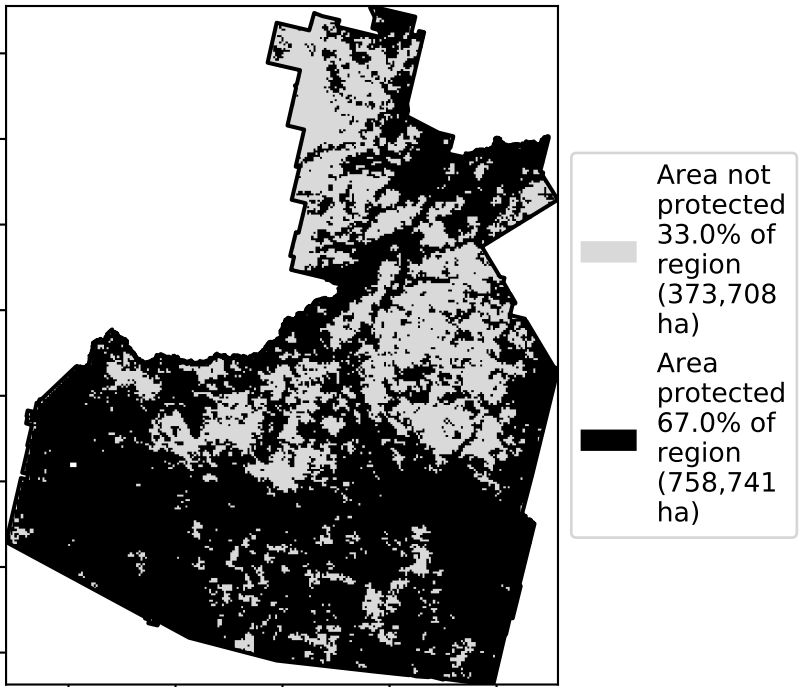 Area not
protected
33.0% of
region
(373,708
ha)
Area
protected
67.0% of
region
(758,741
ha)